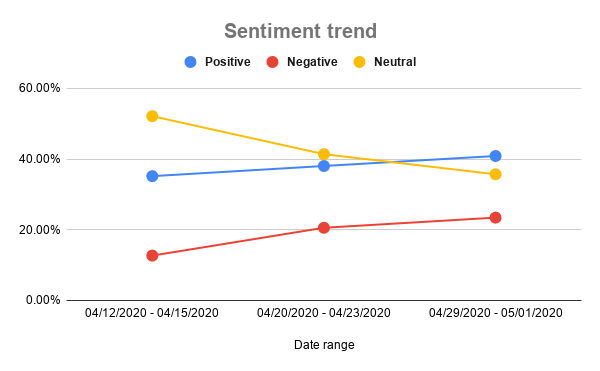 Sentiment trend
Positive Negative Neutral
60.00%
40.00%
20.00%
0.00%
04/12/2020 - 04/15/2020 04/20/2020 - 04/23/2020 04/29/2020 - 05/01/2020
Date range